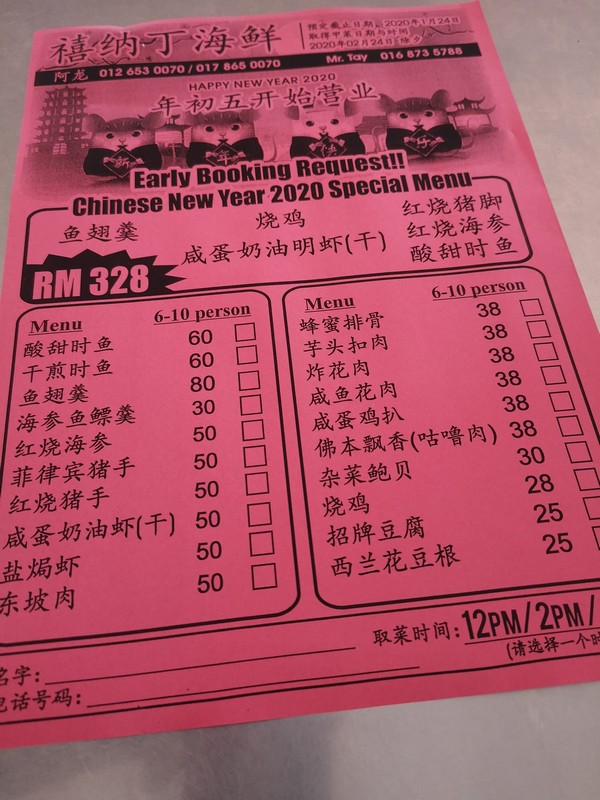 禧纳丁海鲜
预定截止日期：2020年1月24日
取得甲菜日期与时间
2020年02月24日 除夕
阿龙 012 653 0070 / 017 865 0070 Mr. Tay 016 873 5788
HAPPY NEW YEAR 2020
年初五开始营业
新 年 快 好
Early Booking Request!!
Chinese New Year 2020 Special Menu
鱼翅羹 烧鸡 红烧猪脚
咸蛋奶油明虾(干) 红烧海参
酸甜时鱼
RM 328
Menu 6-10 person
酸甜时鱼 60
干煎时鱼 60
鱼翅羹 80
海参鱼鳔羹 30
红烧海参 50
菲律宾猪手 50
红烧猪手 50
咸蛋奶油虾(干) 50
盐焗虾 50
东坡肉 50
Menu 6-10 person
蜂蜜排骨 38
芋头扣肉 38
炸花肉 38
咸鱼花肉 38
咸蛋鸡扒 38
佛本飘香(咕噜肉) 38
杂菜鲍贝 30
烧鸡 28
招牌豆腐 25
西兰花豆根 25
取菜时间: 12PM / 2PM /
(请选择一个时
名字:
电话号码: